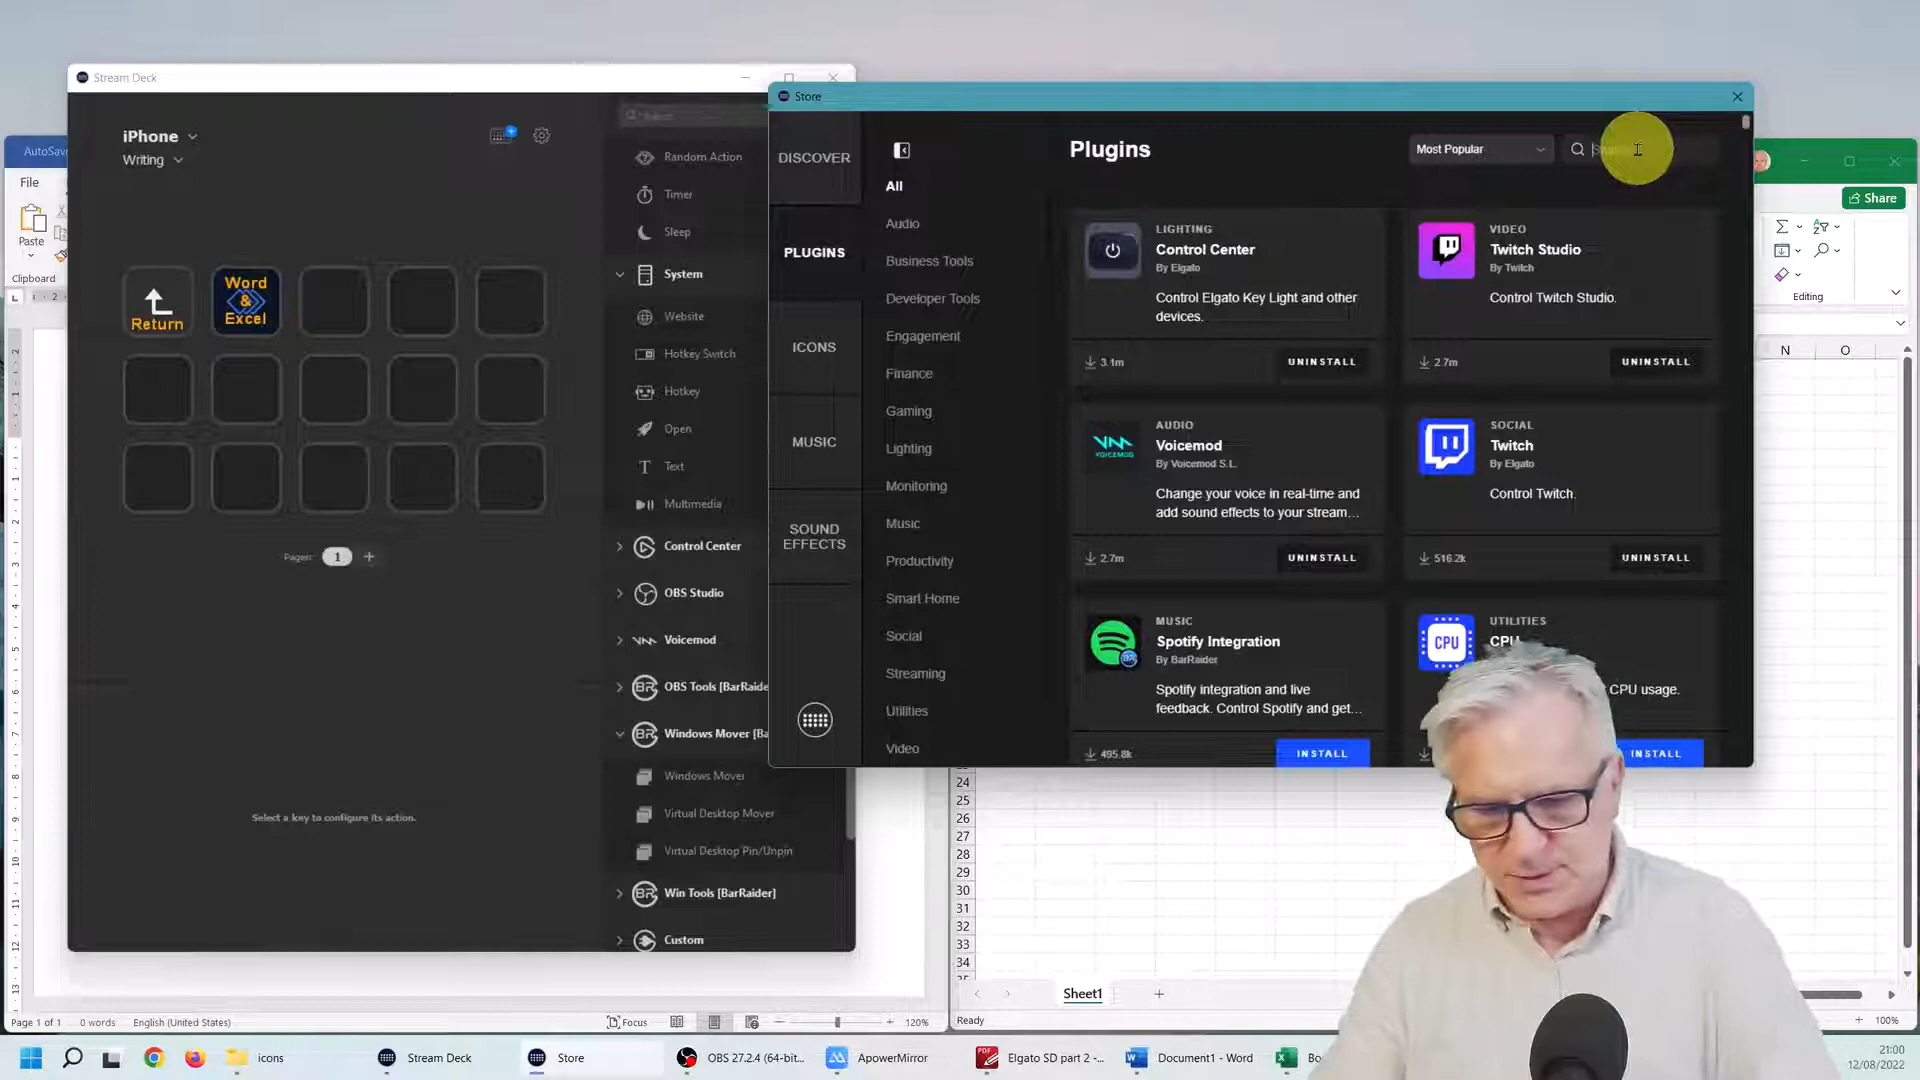 Stream Deck
Store
iPhone
Writing
Return
Word
&
Excel
Pages:
1
+
Select a key to configure its action.
Search
Random Action
Timer
Sleep
System
Website
Hotkey Switch
Hotkey
Open
Text
Multimedia
Control Center
OBS Studio
Voicemod
OBS Tools [BarRaide
Windows Mover [Ba
Windows Mover
Virtual Desktop Mover
Virtual Desktop Pin/Unpin
Win Tools [BarRaider]
Custom
DISCOVER
PLUGINS
ICONS
MUSIC
SOUND
EFFECTS
All
Audio
Business Tools
Developer Tools
Engagement
Finance
Gaming
Lighting
Monitoring
Music
Productivity
Smart Home
Social
Streaming
Utilities
Video
Plugins
Most Popular
LIGHTING
Control Center
By Elgato
Control Elgato Key Light and other
devices.
3.1m
UNINSTALL
VIDEO
Twitch Studio
By Twitch
Control Twitch Studio.
2.7m
UNINSTALL
AUDIO
VOICEMOD
Voicemod
By Voicemod S.L.
Change your voice in real-time and
add sound effects to your stream...
2.7m
UNINSTALL
SOCIAL
Twitch
By Elgato
Control Twitch.
516.2k
UNINSTALL
MUSIC
Spotify Integration
By BarRaider
Spotify integration and live
feedback. Control Spotify and get...
495.8k
INSTALL
UTILITIES
CPU
CPU
CPU usage.
INSTALL
AutoSav
File
Paste
Clipboard
Share
Editing
N
O
24
25
26
27
28
29
30
31
32
33
34
Sheet1
Ready
100%
Page 1 of 1
0 words
English (United States)
Focus
120%
icons
Stream Deck
Store
OBS 27.2.4 (64-bit...
ApowerMirror
Elgato SD part 2 -...
Document1 - Word
Bo
21:00
12/08/2022